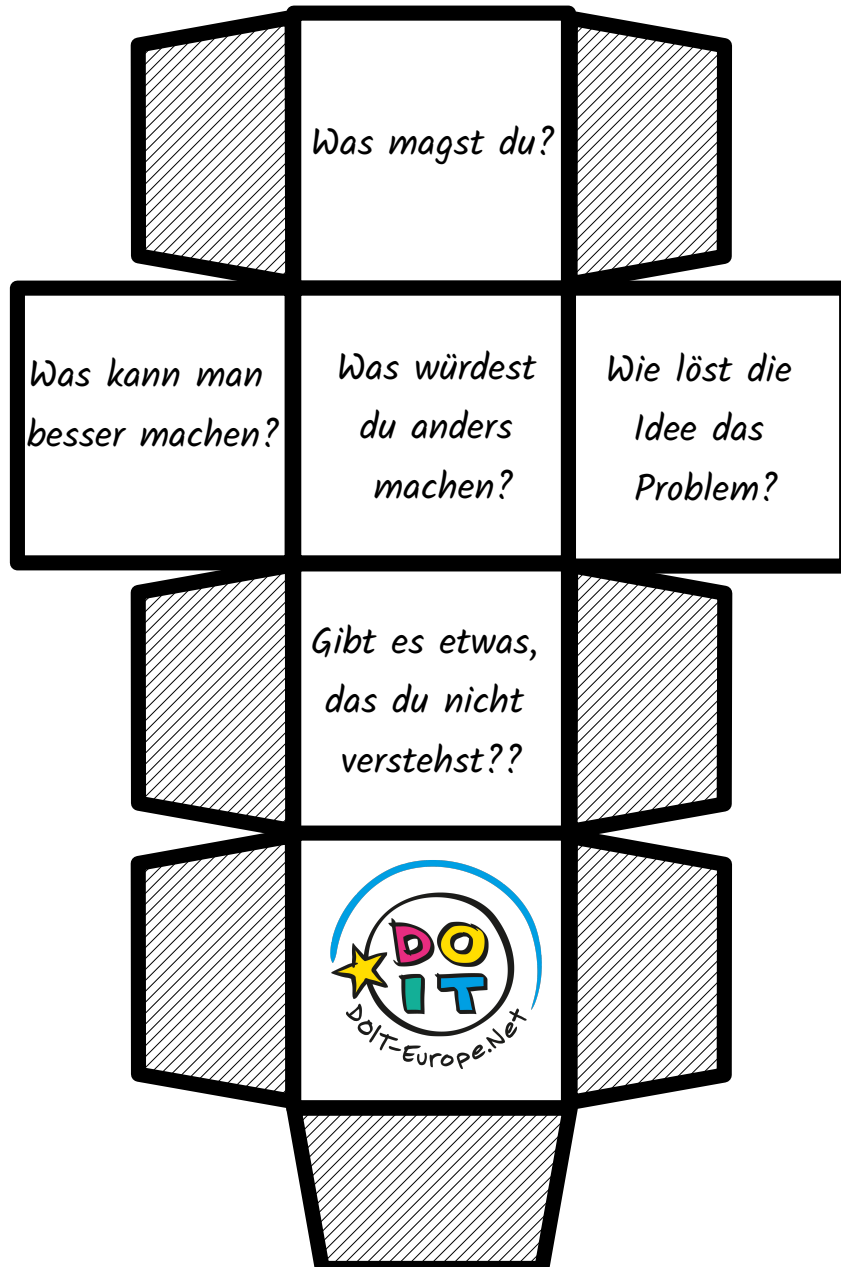 Was magst du?
Was kann man
besser machen?
Was würdest
du anders
machen?
Wie löst die
Idee das
Problem?
Gibt es etwas,
das du nicht
verstehst??
DO
IT
DOIT-Europe.Net